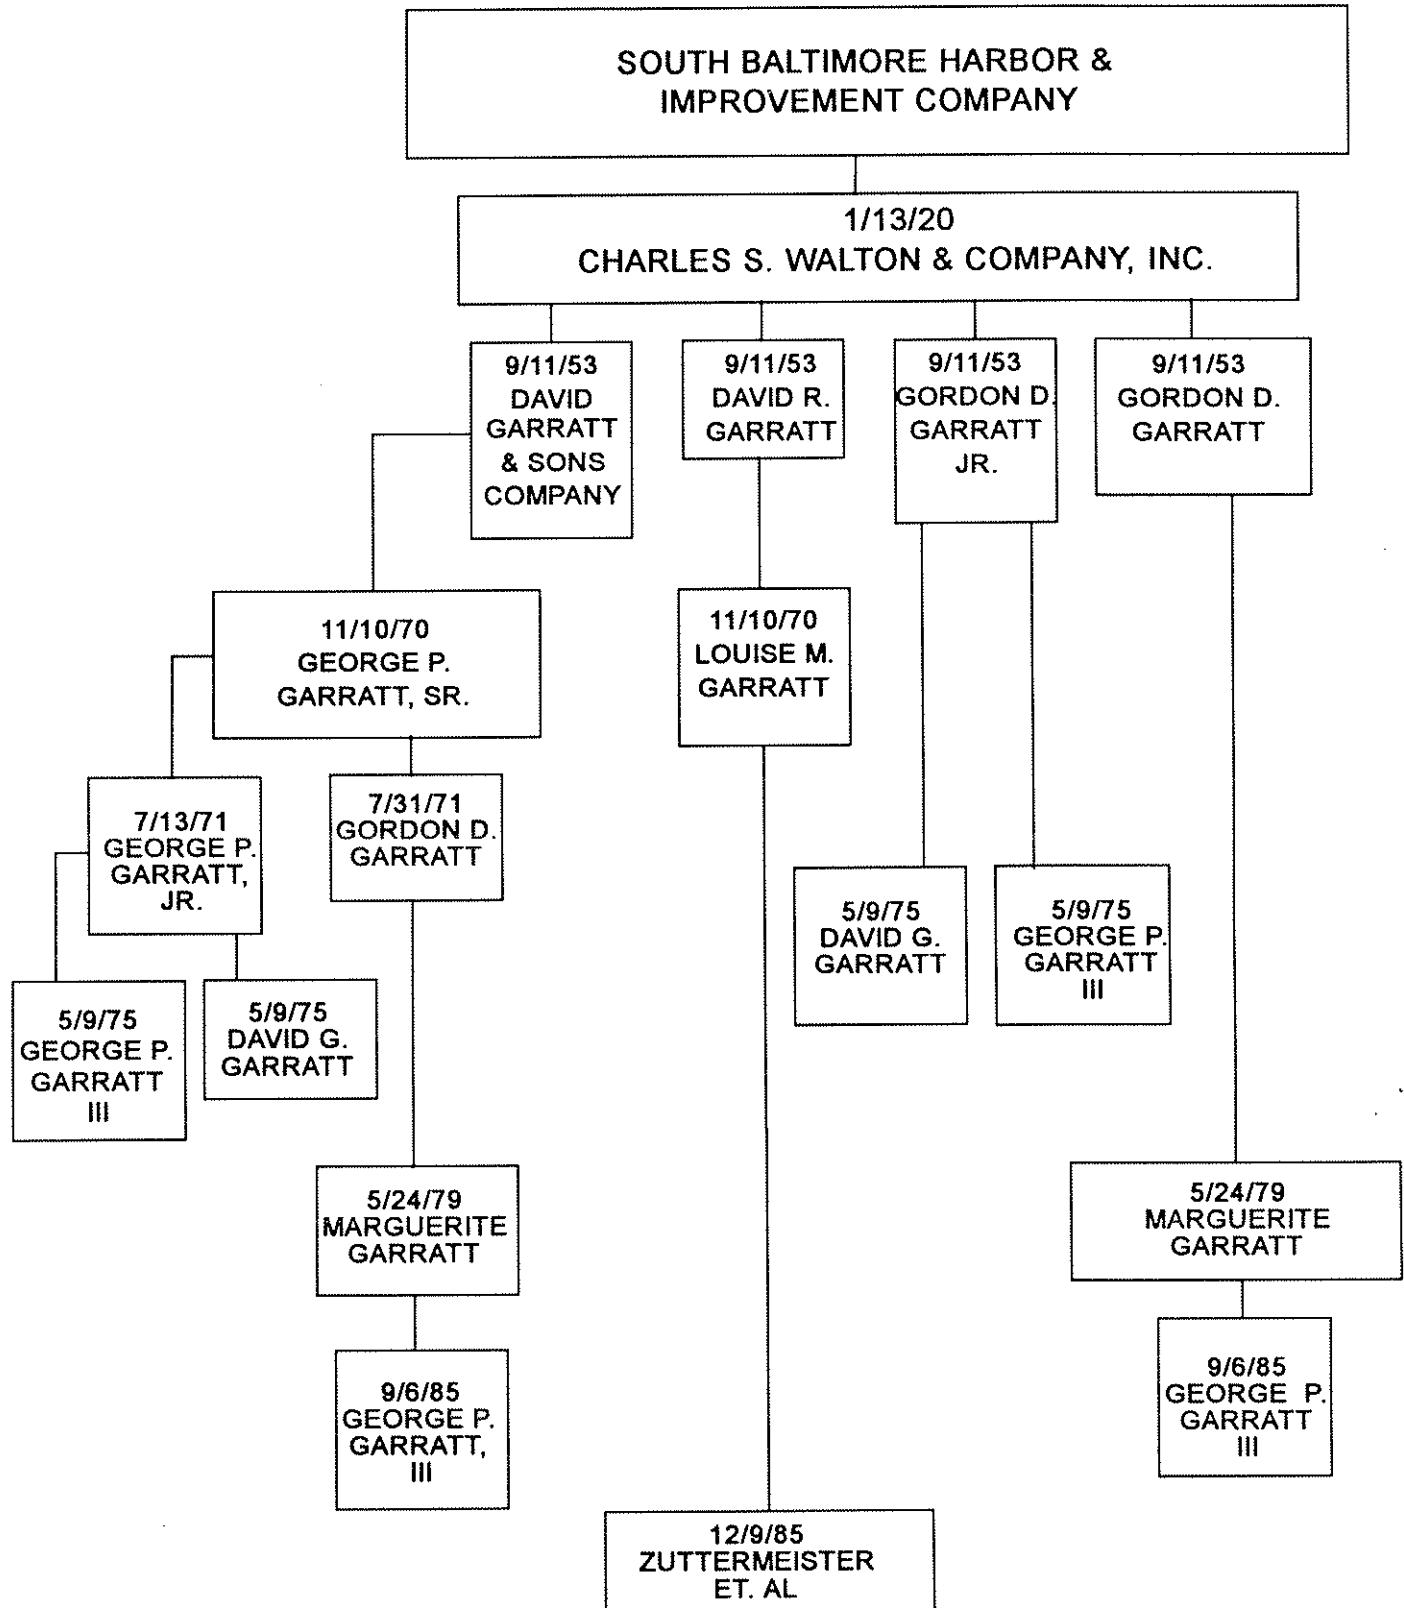 SOUTH BALTIMORE HARBOR &
IMPROVEMENT COMPANY
1/13/20
CHARLES S. WALTON & COMPANY, INC.
9/11/53
DAVID
GARRATT
& SONS
COMPANY
9/11/53
DAVID R.
GARRATT
9/11/53
GORDON D.
GARRATT
JR.
9/11/53
GORDON D.
GARRATT
11/10/70
GEORGE P.
GARRATT, SR.
11/10/70
LOUISE M.
GARRATT
7/13/71
GEORGE P.
GARRATT,
JR.
7/31/71
GORDON D.
GARRATT
5/9/75
DAVID G.
GARRATT
5/9/75
GEORGE P.
GARRATT
III
5/9/75
GEORGE P.
GARRATT
III
5/9/75
DAVID G.
GARRATT
5/24/79
MARGUERITE
GARRATT
5/24/79
MARGUERITE
GARRATT
9/6/85
GEORGE P.
GARRATT,
III
9/6/85
GEORGE P.
GARRATT
III
12/9/85
ZUTTERMEISTER
ET. AL